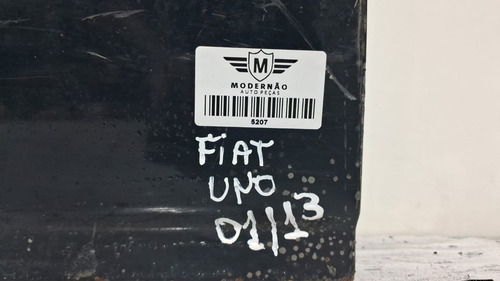 M
MODERNÃO
AUTO PEÇAS
5207
FIAT
UNO
01/13